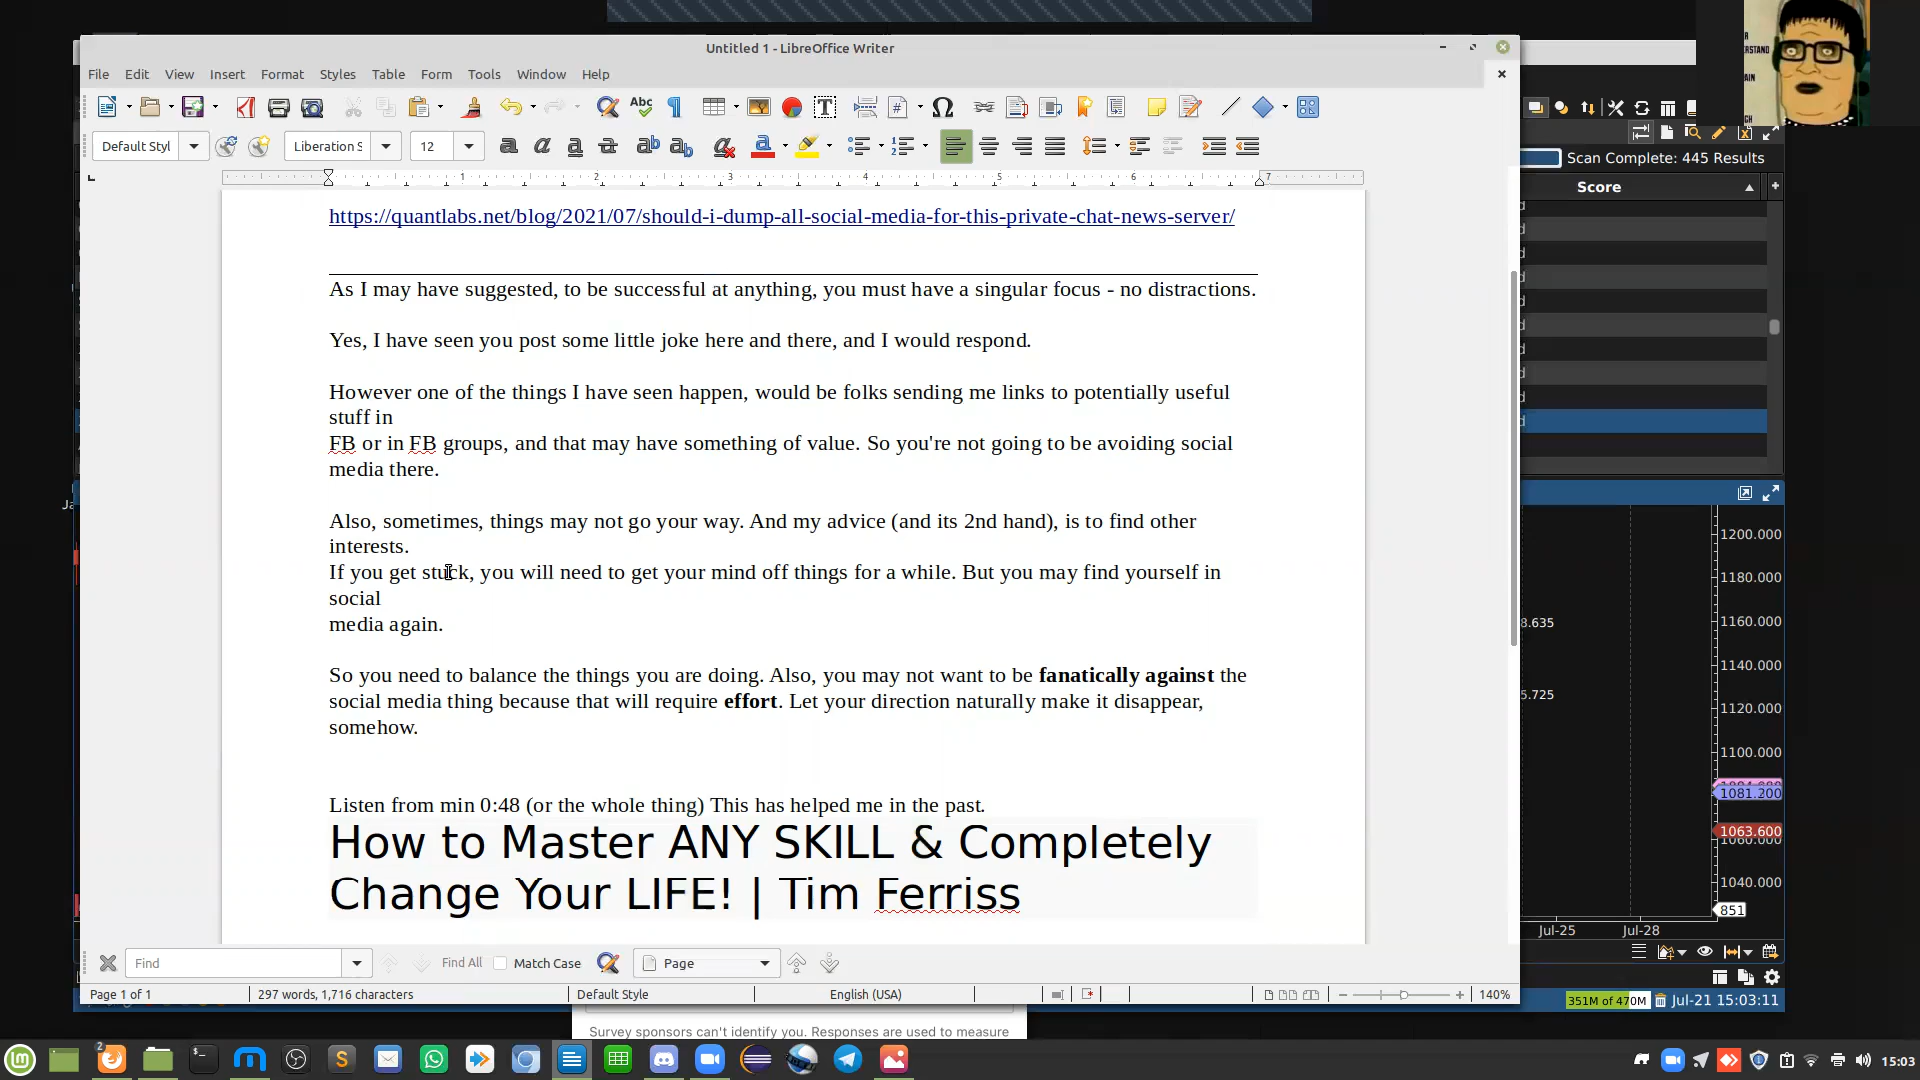 Untitled 1 - LibreOffice Writer
File Edit View Insert Format Styles Table Form Tools Window Help
Default Styl Liberation S 12
1 2 3 4 5 6 7
https://quantlabs.net/blog/2021/07/should-i-dump-all-social-media-for-this-private-chat-news-server/
As I may have suggested, to be successful at anything, you must have a singular focus - no distractions.
Yes, I have seen you post some little joke here and there, and I would respond.
However one of the things I have seen happen, would be folks sending me links to potentially useful
stuff in
FB or in FB groups, and that may have something of value. So you're not going to be avoiding social
media there.
Also, sometimes, things may not go your way. And my advice (and its 2nd hand), is to find other
interests.
If you get stuck, you will need to get your mind off things for a while. But you may find yourself in
social
media again.
So you need to balance the things you are doing. Also, you may not want to be fanatically against the
social media thing because that will require effort. Let your direction naturally make it disappear,
somehow.
Listen from min 0:48 (or the whole thing) This has helped me in the past.
How to Master ANY SKILL & Completely
Change Your LIFE! | Tim Ferriss
Find Find All Match Case Page
Page 1 of 1 297 words, 1,716 characters Default Style English (USA) 140%
Survey sponsors can't identify you. Responses are used to measure
Scan Complete: 445 Results
Score
1200.000
1180.000
8.635
1160.000
1140.000
5.725
1120.000
1100.000
1081.200
1063.600
1060.000
1040.000
851
Jul-25 Jul-28
351M of 470M Jul-21 15:03:11
15:03